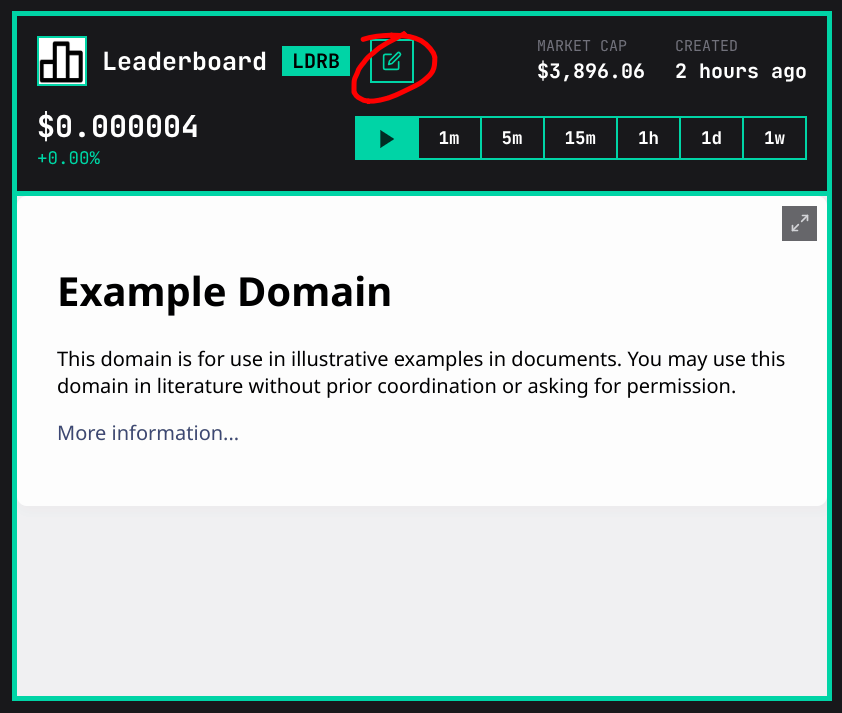 Leaderboard LDRB
MARKET CAP
$3,896.06
CREATED
2 hours ago
$0.000004
+0.00%
1m 5m 15m 1h 1d 1w
Example Domain
This domain is for use in illustrative examples in documents. You may use this
domain in literature without prior coordination or asking for permission.
More information...